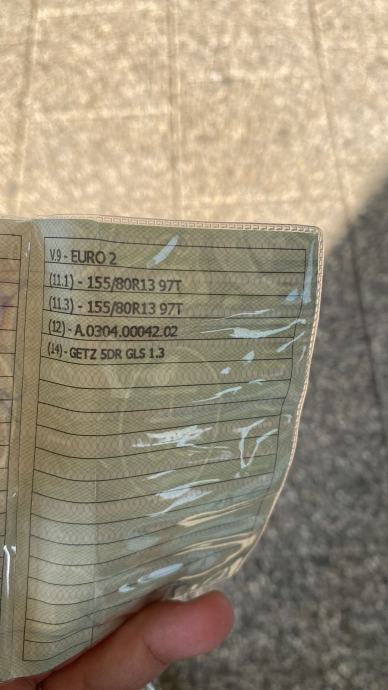 V.9 - EURO 2
(11.1) - 155/80R13 97T
(11.3) - 155/80R13 97T
(12) - A.0304.00042.02
(14) - GETZ 5DR GLS 1.3